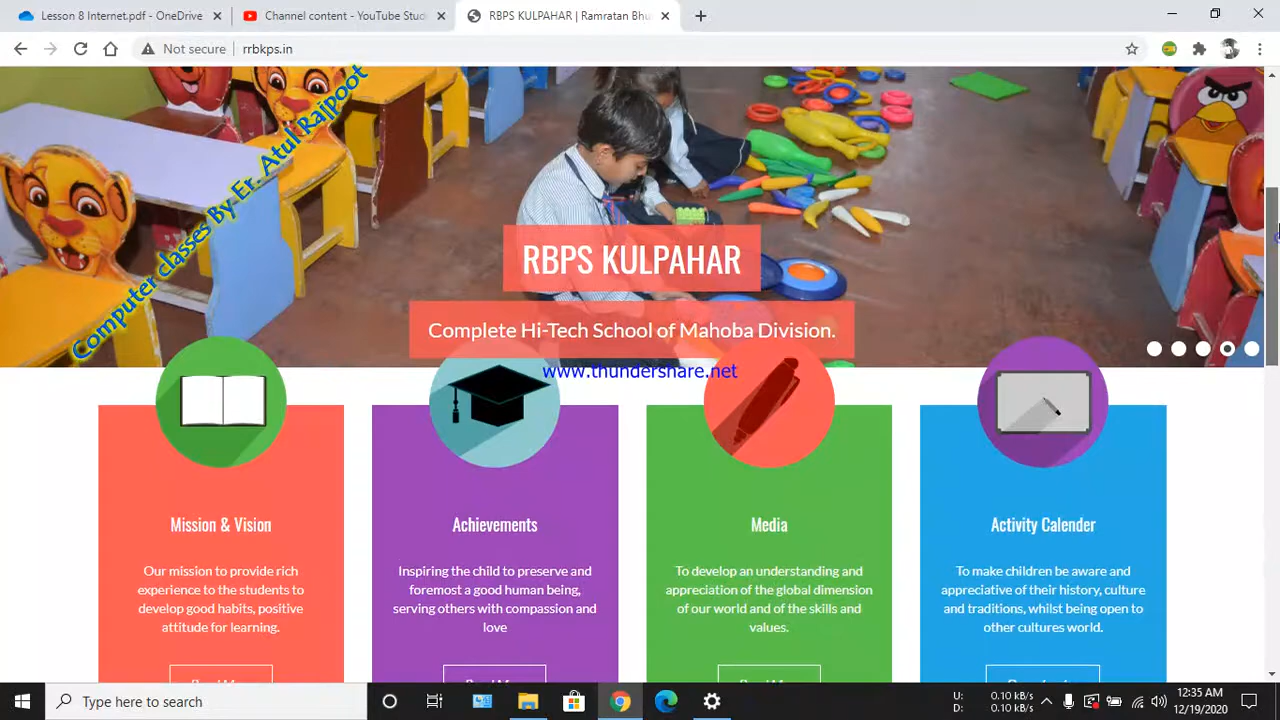 Lesson 8 Internet.pdf - OneDrive
Channel content - YouTube Stud
RBPS KULPAHAR | Ramratan Bhu
Not secure
rrbkps.in
Computer classes By Er. Atul Rajpoot
RBPS KULPAHAR
Complete Hi-Tech School of Mahoba Division.
www.thundershare.net
Mission & Vision
Our mission to provide rich
experience to the students to
develop good habits, positive
attitude for learning.
Achievements
Inspiring the child to preserve and
foremost a good human being,
serving others with compassion and
love
Media
To develop an understanding and
appreciation of the global dimension
of our world and of the skills and
values.
Activity Calender
To make children be aware and
appreciative of their history, culture
and traditions, whilst being open to
other cultures world.
Type here to search
U: 0.10 kB/s
D: 0.10 kB/s
12:35 AM
12/19/2020